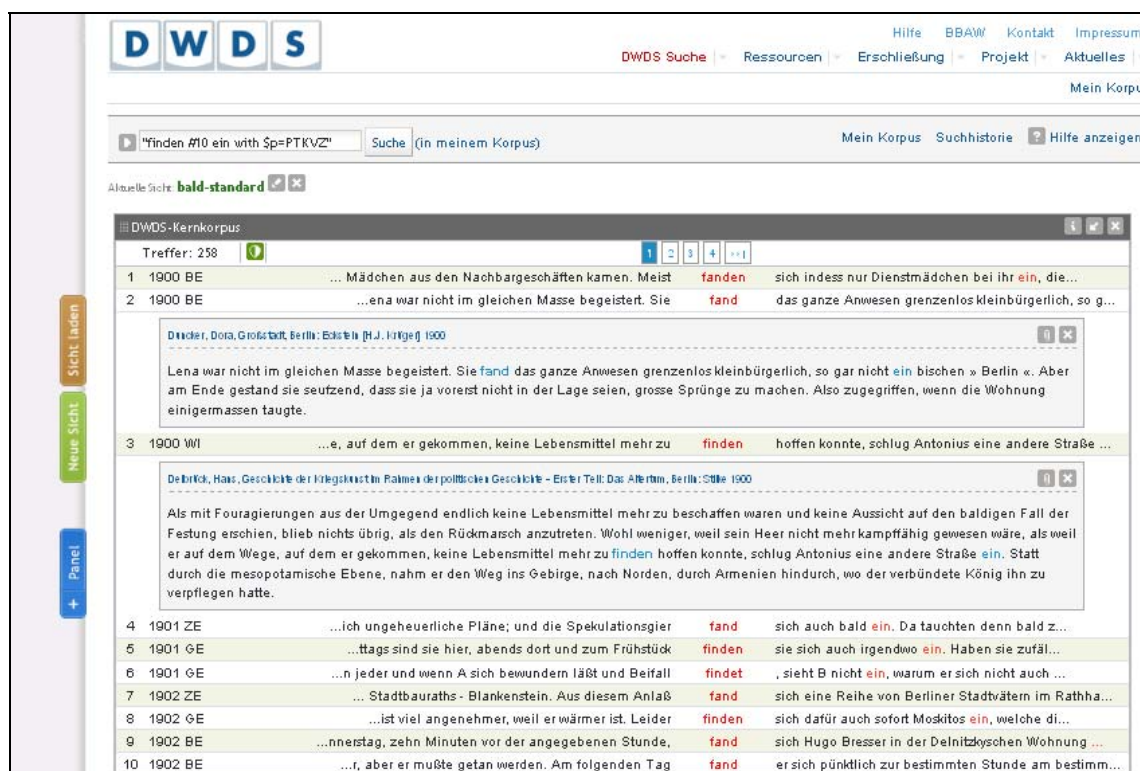 DWDS
Hilfe BBAW Kontakt Impressum
DWDS Suche Ressourcen Erschließung Projekt Aktuelles
Mein Korpu
"finden #10 ein with $p=PTKVZ" Suche (in meinem Korpus) Mein Korpus Suchhistorie ? Hilfe anzeigen
Aktuelle Sicht: bald-standard
DWDS-Kernkorpus
Treffer: 258 1 2 3 4
1 1900 BE ... Mädchen aus den Nachbargeschäften kamen. Meist fanden sich indess nur Dienstmädchen bei ihr ein, die...
2 1900 BE ...ena war nicht im gleichen Masse begeistert. Sie fand das ganze Anwesen grenzenlos kleinbürgerlich, so g...
Duncker, Dora, Großstadt, Berlin: Eckstein [H.J. Krüger] 1900
Lena war nicht im gleichen Masse begeistert. Sie fand das ganze Anwesen grenzenlos kleinbürgerlich, so gar nicht ein bischen » Berlin «. Aber
am Ende gestand sie seufzend, dass sie ja vorerst nicht in der Lage seien, grosse Sprünge zu machen. Also zugegriffen, wenn die Wohnung
einigermassen taugte.
3 1900 WI ...e, auf dem er gekommen, keine Lebensmittel mehr zu finden hoffen konnte, schlug Antonius eine andere Straße ...
Delbrück, Hans, Geschichte der Kriegskunst im Rahmen der politischen Geschichte - Erster Teil: Das Altertum, Berlin: Stilke 1900
Als mit Fouragierungen aus der Umgegend endlich keine Lebensmittel mehr zu beschaffen waren und keine Aussicht auf den baldigen Fall der
Festung erschien, blieb nichts übrig, als den Rückmarsch anzutreten. Wohl weniger, weil sein Heer nicht mehr kampffähig gewesen wäre, als weil
er auf dem Wege, auf dem er gekommen, keine Lebensmittel mehr zu finden hoffen konnte, schlug Antonius eine andere Straße ein. Statt
durch die mesopotamische Ebene, nahm er den Weg ins Gebirge, nach Norden, durch Armenien hindurch, wo der verbündete König ihn zu
verpflegen hatte.
4 1901 ZE ...ich ungeheuerliche Pläne; und die Spekulationsgier fand sich auch bald ein. Da tauchten denn bald z...
5 1901 GE ...ttags sind sie hier, abends dort und zum Frühstück finden sie sich auch irgendwo ein. Haben sie zufäl...
6 1901 GE ...n jeder und wenn A sich bewundern läßt und Beifall findet , sieht B nicht ein, warum er sich nicht auch ...
7 1902 ZE ... Stadtbauraths - Blankenstein. Aus diesem Anlaß fand sich eine Reihe von Berliner Stadtvätern im Rathha...
8 1902 GE ...ist viel angenehmer, weil er wärmer ist. Leider finden sich dafür auch sofort Moskitos ein, welche di...
9 1902 BE ...nnerstag, zehn Minuten vor der angegebenen Stunde, fand sich Hugo Bresser in der Delnitzkyschen Wohnung ...
10 1902 BE ...r, aber er mußte getan werden. Am folgenden Tag fand er sich pünktlich zur bestimmten Stunde am bestimm...
Sicht laden
Neue Sicht
+ Panel